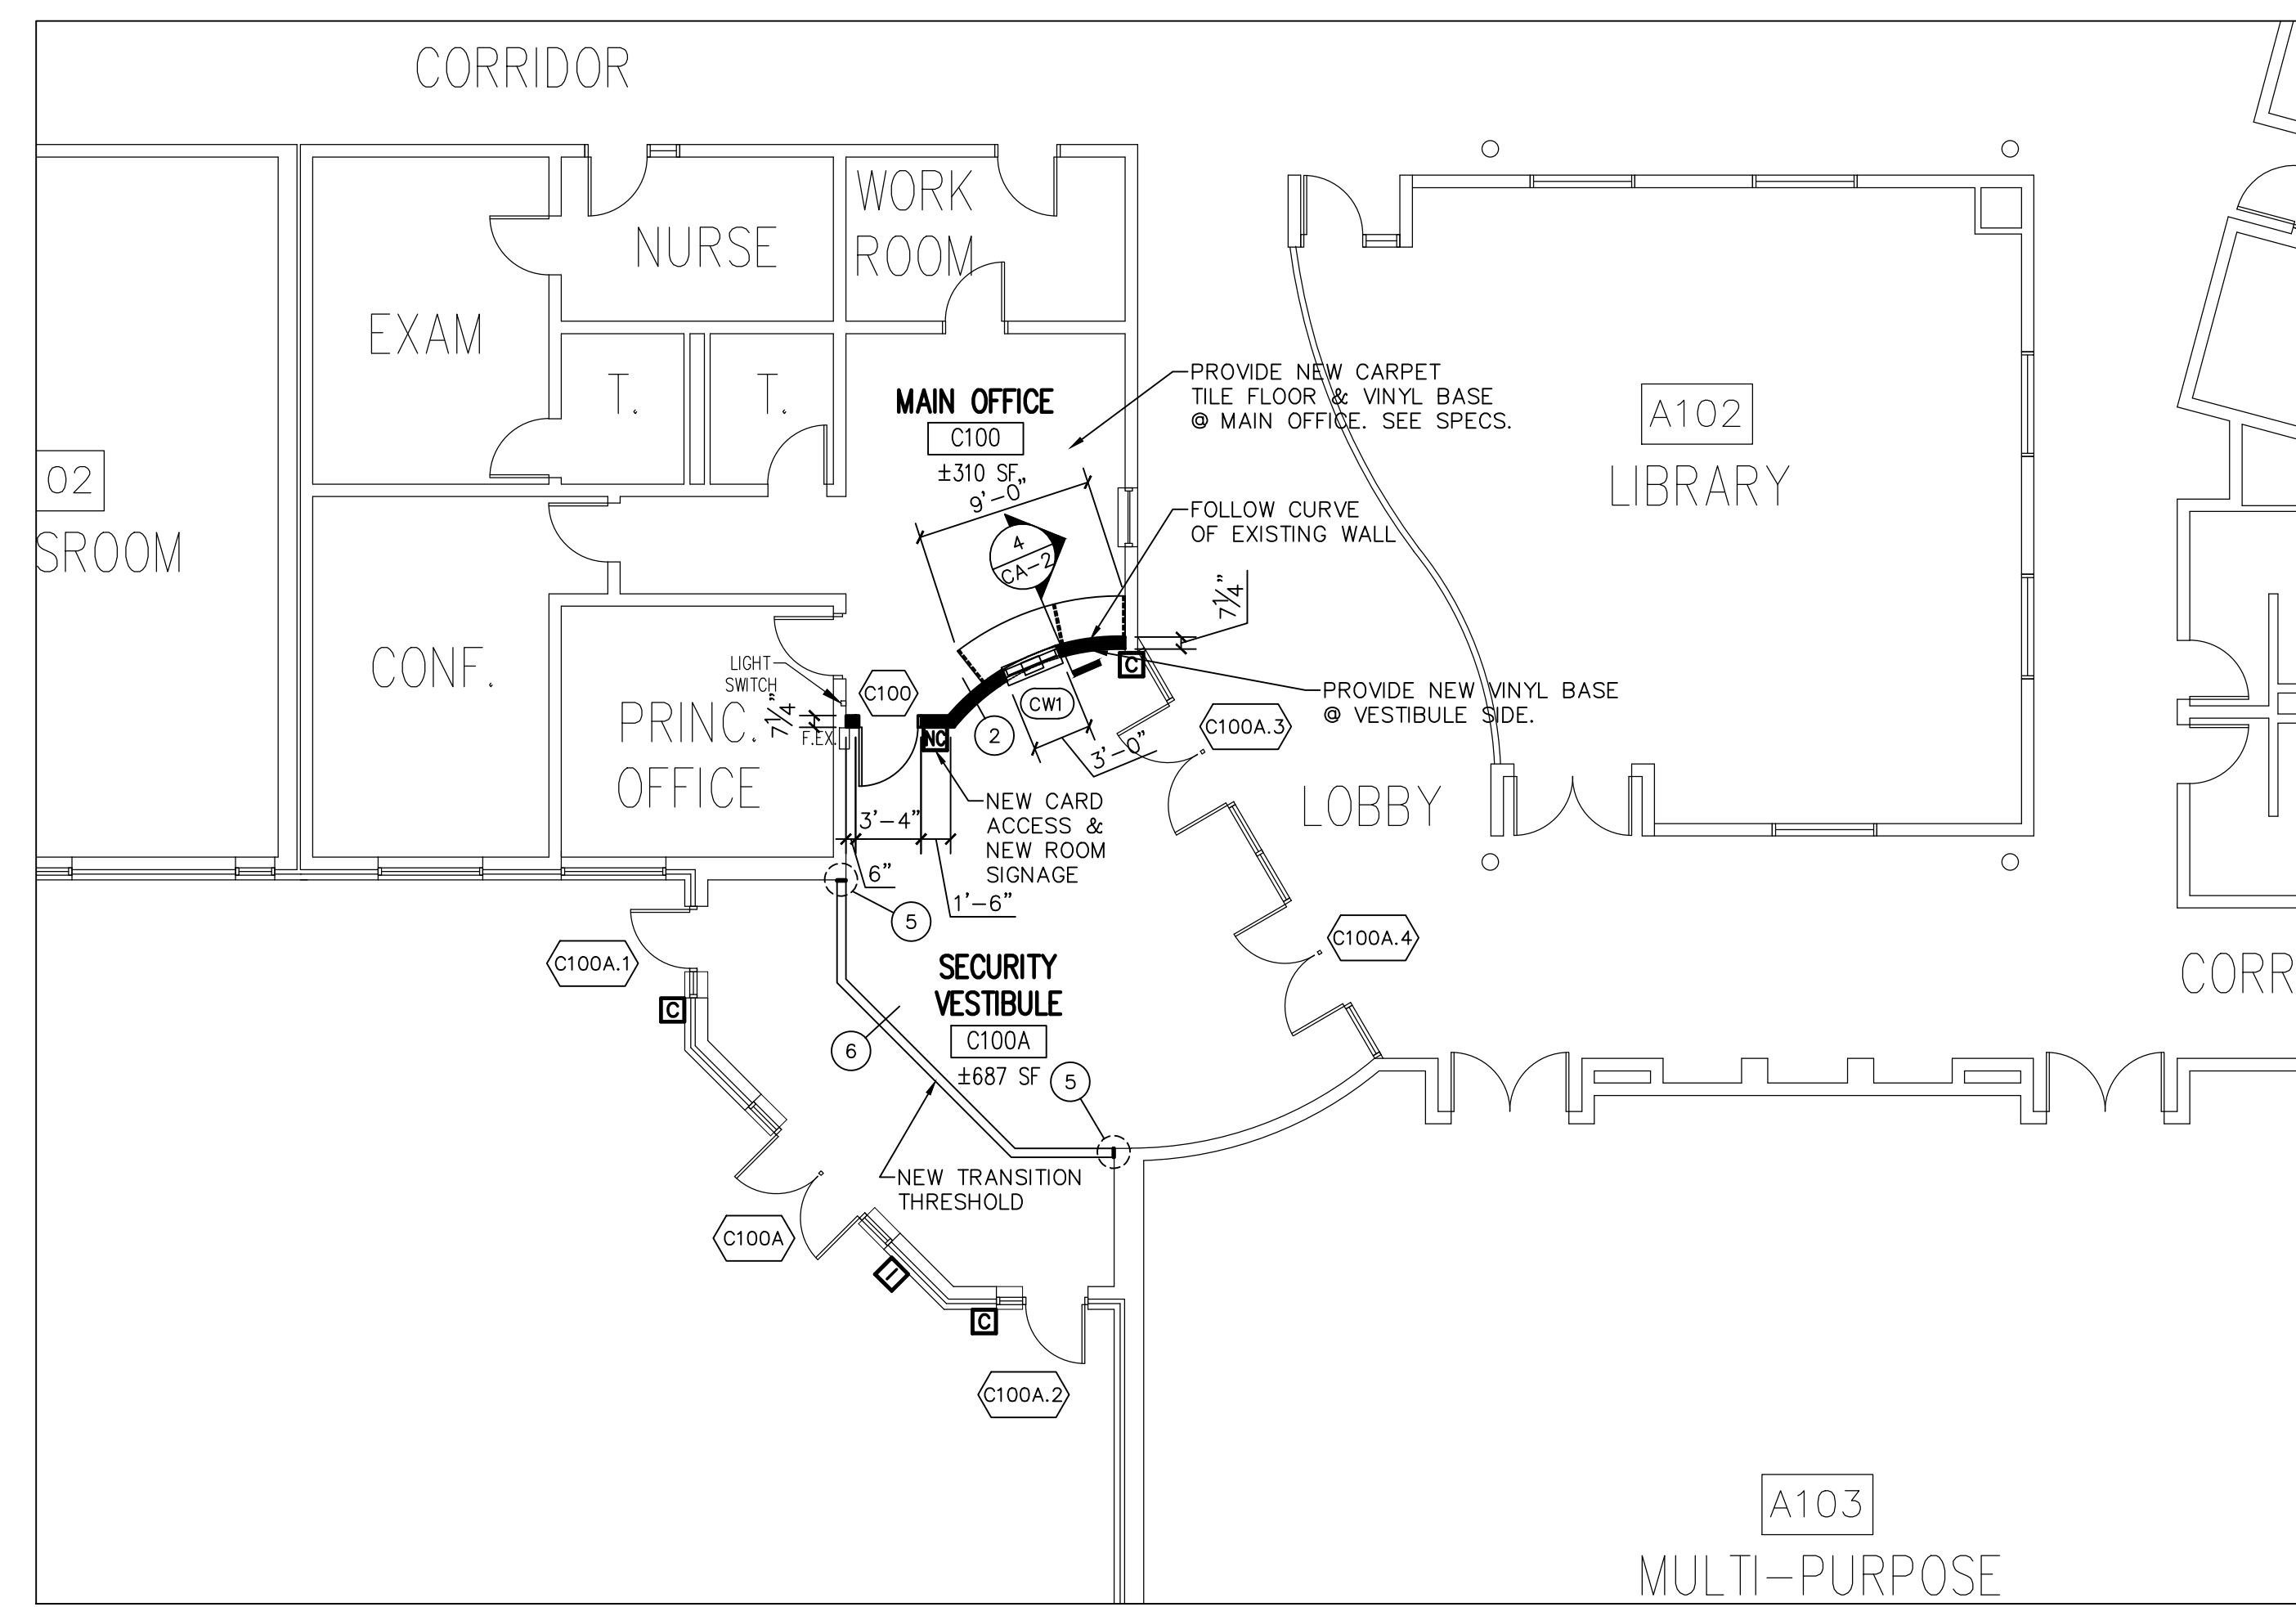 CORRIDOR
WORK
ROOM
NURSE
EXAM
T.
T.
PROVIDE NEW CARPET
TILE FLOOR & VINYL BASE
@ MAIN OFFICE. SEE SPECS.
MAIN OFFICE
C100
±310 SF
9'-0"
A102
LIBRARY
02
SROOM
FOLLOW CURVE
OF EXISTING WALL
4
CA-2
7¼"
CONF.
LIGHT
SWITCH
C100
C
PROVIDE NEW VINYL BASE
@ VESTIBULE SIDE.
CW1
PRINC.
OFFICE
7¼"
F.EX.
NC
2
3'-0"
C100A.3
NEW CARD
ACCESS &
NEW ROOM
SIGNAGE
3'-4"
LOBBY
6"
1'-6"
5
C100A.4
C100A.1
SECURITY
VESTIBULE
C100A
±687 SF
CORR
C
6
5
NEW TRANSITION
THRESHOLD
C100A
I
C
C100A.2
A103
MULTI-PURPOSE